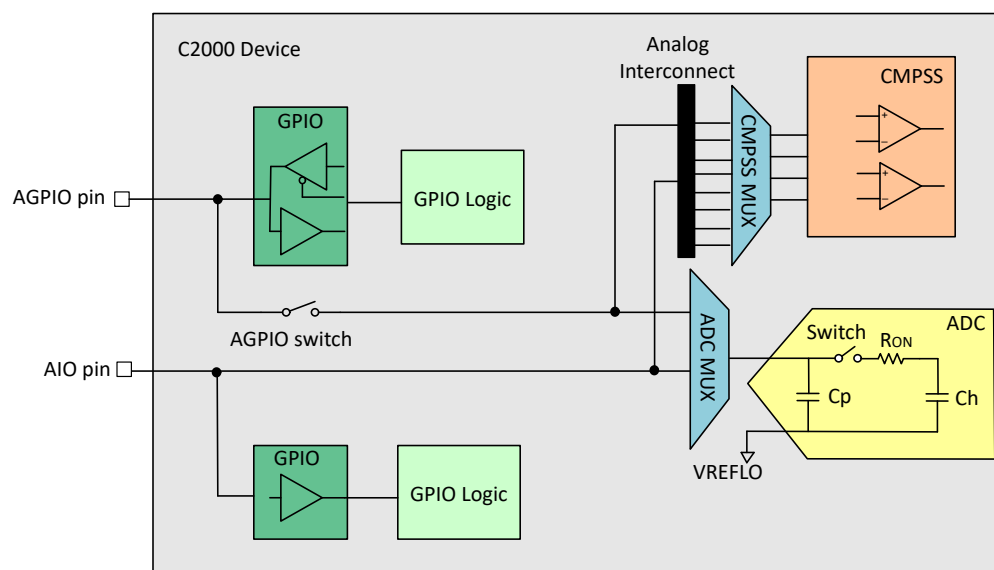 C2000 Device
Analog
Interconnect
CMPSS
GPIO
CMPSS MUX
+
-
+
-
AGPIO pin
GPIO Logic
AGPIO switch
ADC MUX
ADC
Switch
RON
AIO pin
Cp
Ch
GPIO
GPIO Logic
VREFLO